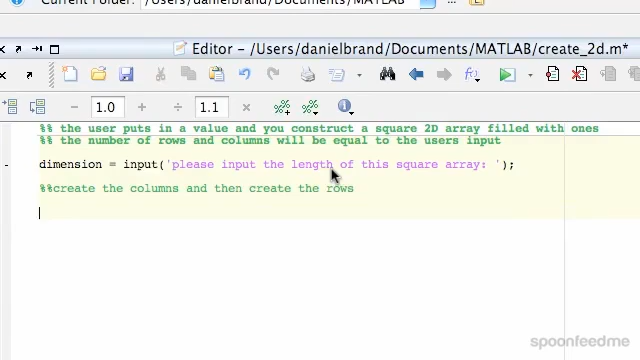 Current Folder: /Users/danielbrand/Documents/MATLAB
Editor - /Users/danielbrand/Documents/MATLAB/create_2d.m*
1.0
1.1
%% the user puts in a value and you construct a square 2D array filled with ones
%% the number of rows and columns will be equal to the users input
dimension = input('please input the length of this square array: ');
%%create the columns and then create the rows
spoonfeedme